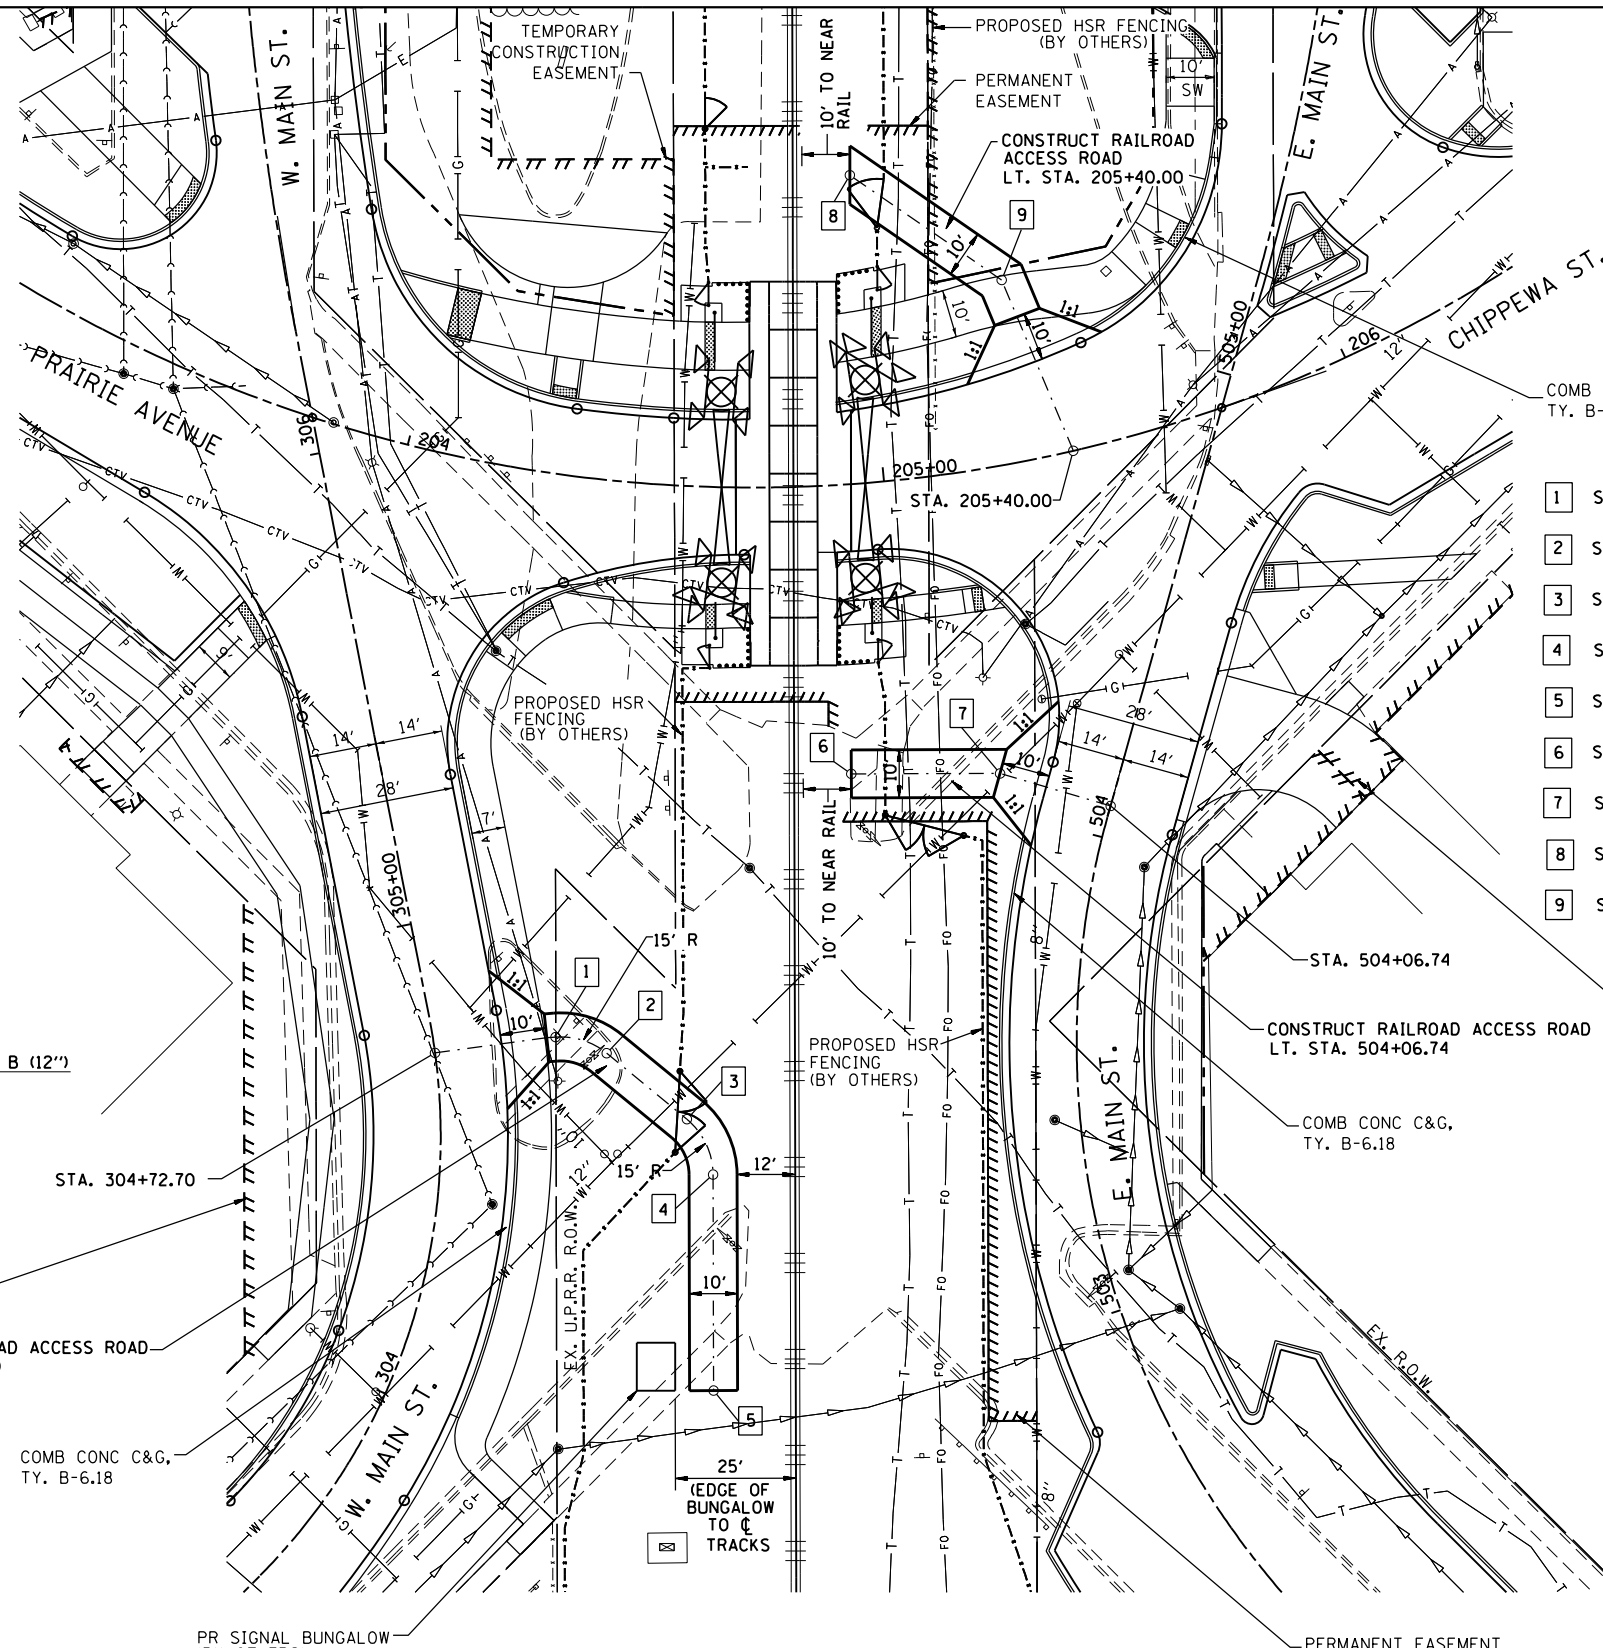 TEMPORARY
CONSTRUCTION
EASEMENT
W. MAIN ST.
10' TO NEAR
RAIL
PROPOSED HSR FENCING
(BY OTHERS)
10'
SW
E. MAIN ST.
PERMANENT
EASEMENT
CONSTRUCT RAILROAD
ACCESS ROAD
LT. STA. 205+40.00
8
9
10'
10'
10'
1:1
1:1
CHIPPEWA ST.
PRAIRIE AVENUE
306
204
205+00
STA. 205+40.00
505+00
206
12"
COMB
TY. B-
1 S
2 S
3 S
4 S
5 S
6 S
7 S
8 S
9 S
PROPOSED HSR
FENCING
(BY OTHERS)
14'
14'
28'
7'
6
7
10'
10'
1:1
1:1
28'
14'
14'
504
305+00
10' TO NEAR RAIL
8"
15' R
1
2
3
4
5
1:1
10'
1:1
15' R
12"
12'
10'
STA. 504+06.74
CONSTRUCT RAILROAD ACCESS ROAD
LT. STA. 504+06.74
PROPOSED HSR
FENCING
(BY OTHERS)
B (12")
COMB CONC C&G,
TY. B-6.18
STA. 304+72.70
E. MAIN ST.
503
EX. U.P.R.R. R.O.W.
EX. R.O.W.
AD ACCESS ROAD
304
W. MAIN ST.
COMB CONC C&G,
TY. B-6.18
25'
(EDGE OF
BUNGALOW
TO ℄
TRACKS
8"
PR SIGNAL BUNGALOW
PERMANENT EASEMENT